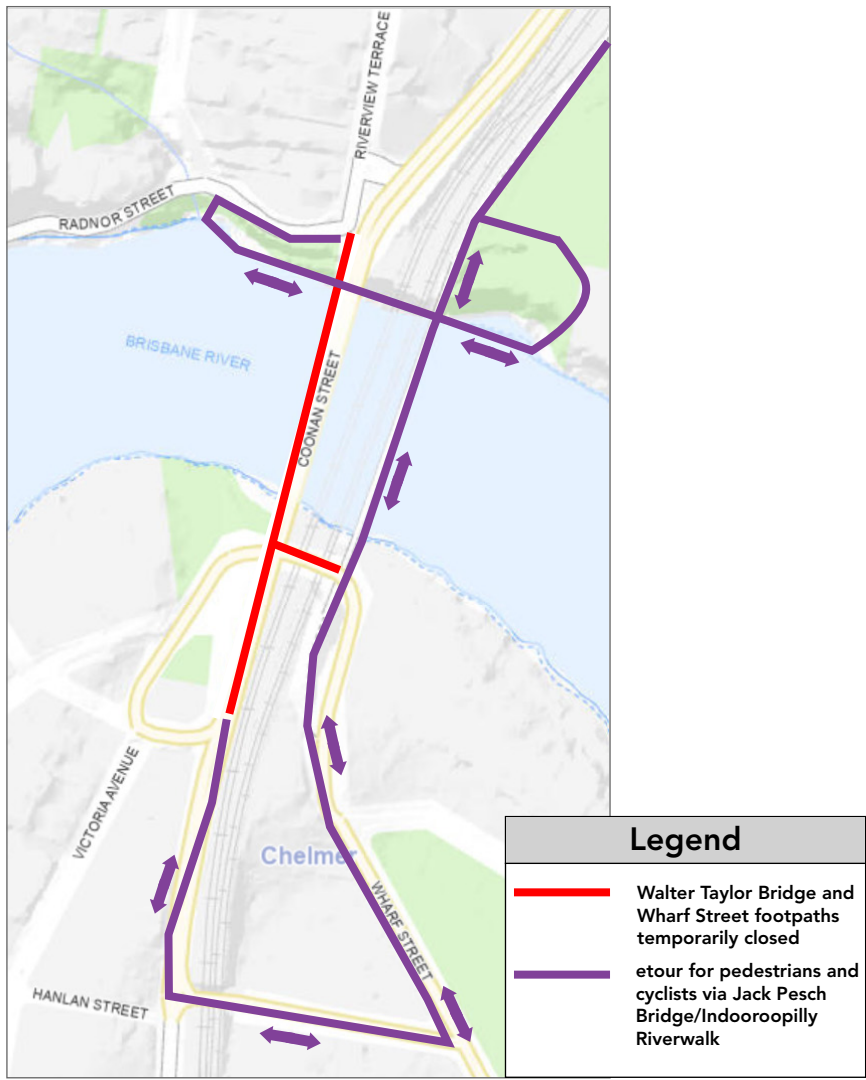 RIVERVIEW TERRACE
RADNOR STREET
BRISBANE RIVER
COONAN STREET
VICTORIA AVENUE
Chelmer
WHARF STREET
HANLAN STREET
Legend
Walter Taylor Bridge and
Wharf Street footpaths
temporarily closed
etour for pedestrians and
cyclists via Jack Pesch
Bridge/Indooroopilly
Riverwalk